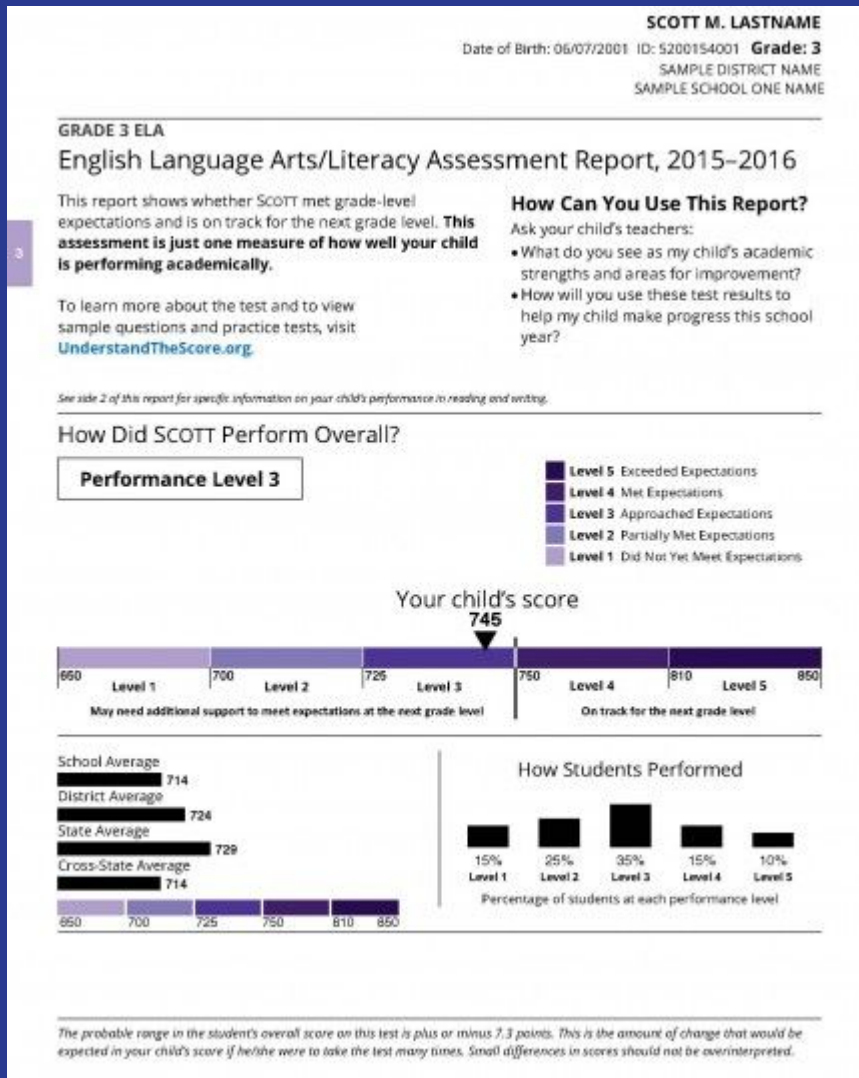 SCOTT M. LASTNAME
Date of Birth: 06/07/2001 ID: 5200154001 Grade: 3
SAMPLE DISTRICT NAME
SAMPLE SCHOOL ONE NAME
GRADE 3 ELA
English Language Arts/Literacy Assessment Report, 2015–2016
This report shows whether SCOTT met grade-level
expectations and is on track for the next grade level. This
assessment is just one measure of how well your child
is performing academically.
To learn more about the test and to view
sample questions and practice tests, visit
UnderstandTheScore.org.
How Can You Use This Report?
Ask your child's teachers:
• What do you see as my child's academic
strengths and areas for improvement?
• How will you use these test results to
help my child make progress this school
year?
3
See side 2 of this report for specific information on your child's performance in reading and writing.
How Did SCOTT Perform Overall?
Performance Level 3
Level 5 Exceeded Expectations
Level 4 Met Expectations
Level 3 Approached Expectations
Level 2 Partially Met Expectations
Level 1 Did Not Yet Meet Expectations
Your child's score
745
650 700 725 750 810 850
Level 1 Level 2 Level 3 Level 4 Level 5
May need additional support to meet expectations at the next grade level On track for the next grade level
School Average
714
District Average
724
State Average
729
Cross-State Average
714
650 700 725 750 810 850
How Students Performed
15% 25% 35% 15% 10%
Level 1 Level 2 Level 3 Level 4 Level 5
Percentage of students at each performance level
The probable range in the student's overall score on this test is plus or minus 7.3 points. This is the amount of change that would be
expected in your child's score if he/she were to take the test many times. Small differences in scores should not be overinterpreted.